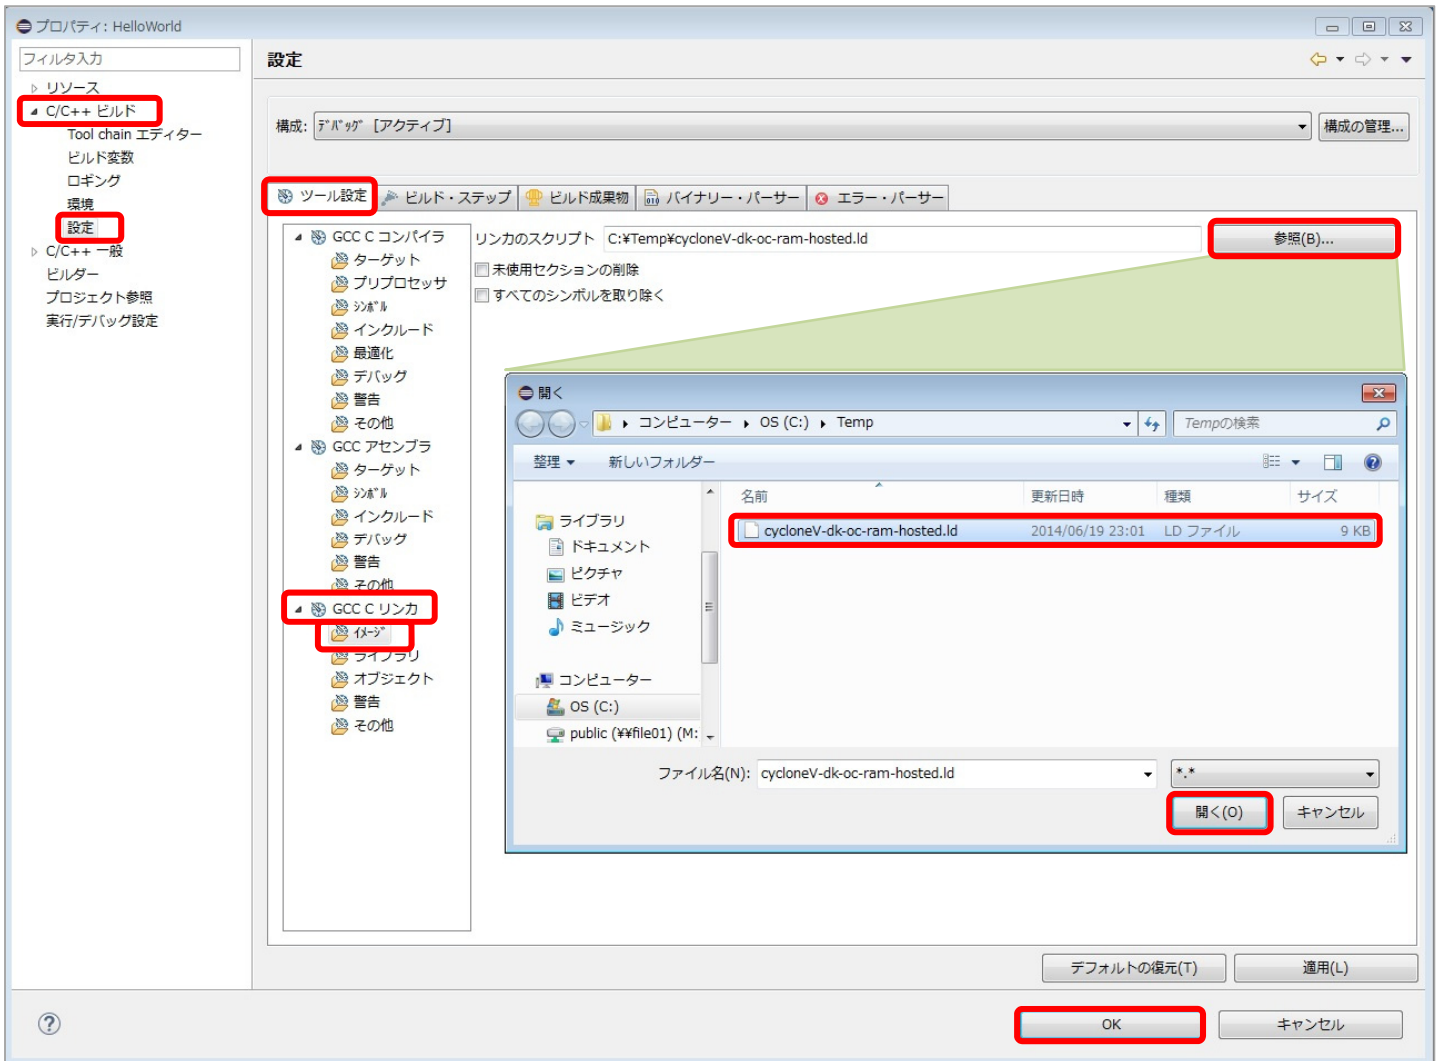 プロパティ: HelloWorld
フィルタ入力
設定
リソース
C/C++ ビルド
Tool chain エディター
ビルド変数
ロギング
環境
設定
C/C++ 一般
ビルダー
プロジェクト参照
実行/デバッグ設定
構成: ﾃﾞﾊﾞｯｸﾞ [アクティブ]
構成の管理...
ツール設定
ビルド・ステップ
ビルド成果物
バイナリー・パーサー
エラー・パーサー
GCC C コンパイラ
ターゲット
プリプロセッサ
ｼﾝﾎﾞﾙ
インクルード
最適化
デバッグ
警告
その他
GCC アセンブラ
ターゲット
ｼﾝﾎﾞﾙ
インクルード
デバッグ
警告
その他
GCC C リンカ
ｲﾒｰｼﾞ
ライブラリ
オブジェクト
警告
その他
リンカのスクリプト C:¥Temp¥cycloneV-dk-oc-ram-hosted.ld
参照(B)...
未使用セクションの削除
すべてのシンボルを取り除く
開く
コンピューター
OS (C:)
Temp
Tempの検索
整理
新しいフォルダー
名前
更新日時
種類
サイズ
ライブラリ
ドキュメント
ピクチャ
ビデオ
ミュージック
コンピューター
OS (C:)
public (¥¥file01) (M:
cycloneV-dk-oc-ram-hosted.ld
2014/06/19 23:01
LD ファイル
9 KB
ファイル名(N): cycloneV-dk-oc-ram-hosted.ld
*.*
開く(O)
キャンセル
デフォルトの復元(T)
適用(L)
OK
キャンセル